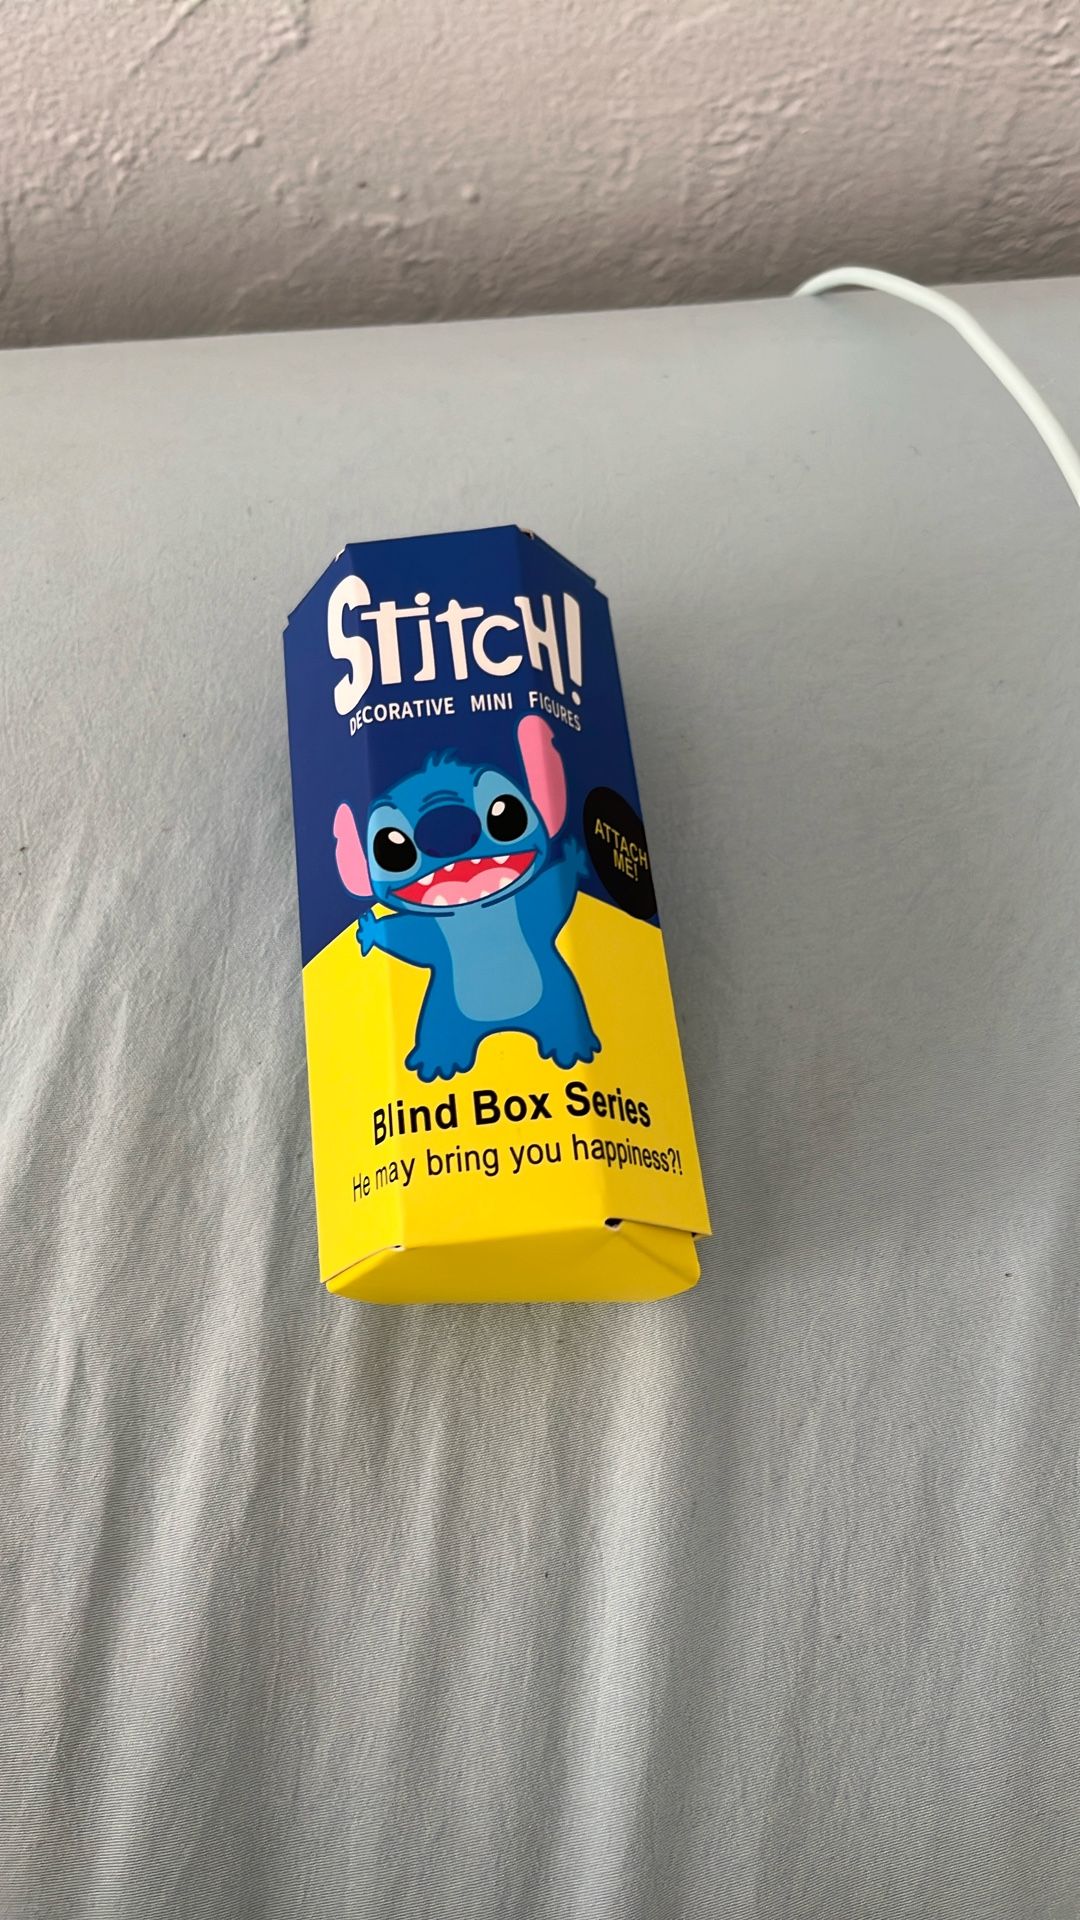 Stitch!
DECORATIVE MINI FIGURES
ATTACH
ME!
Blind Box Series
He may bring you happiness?!